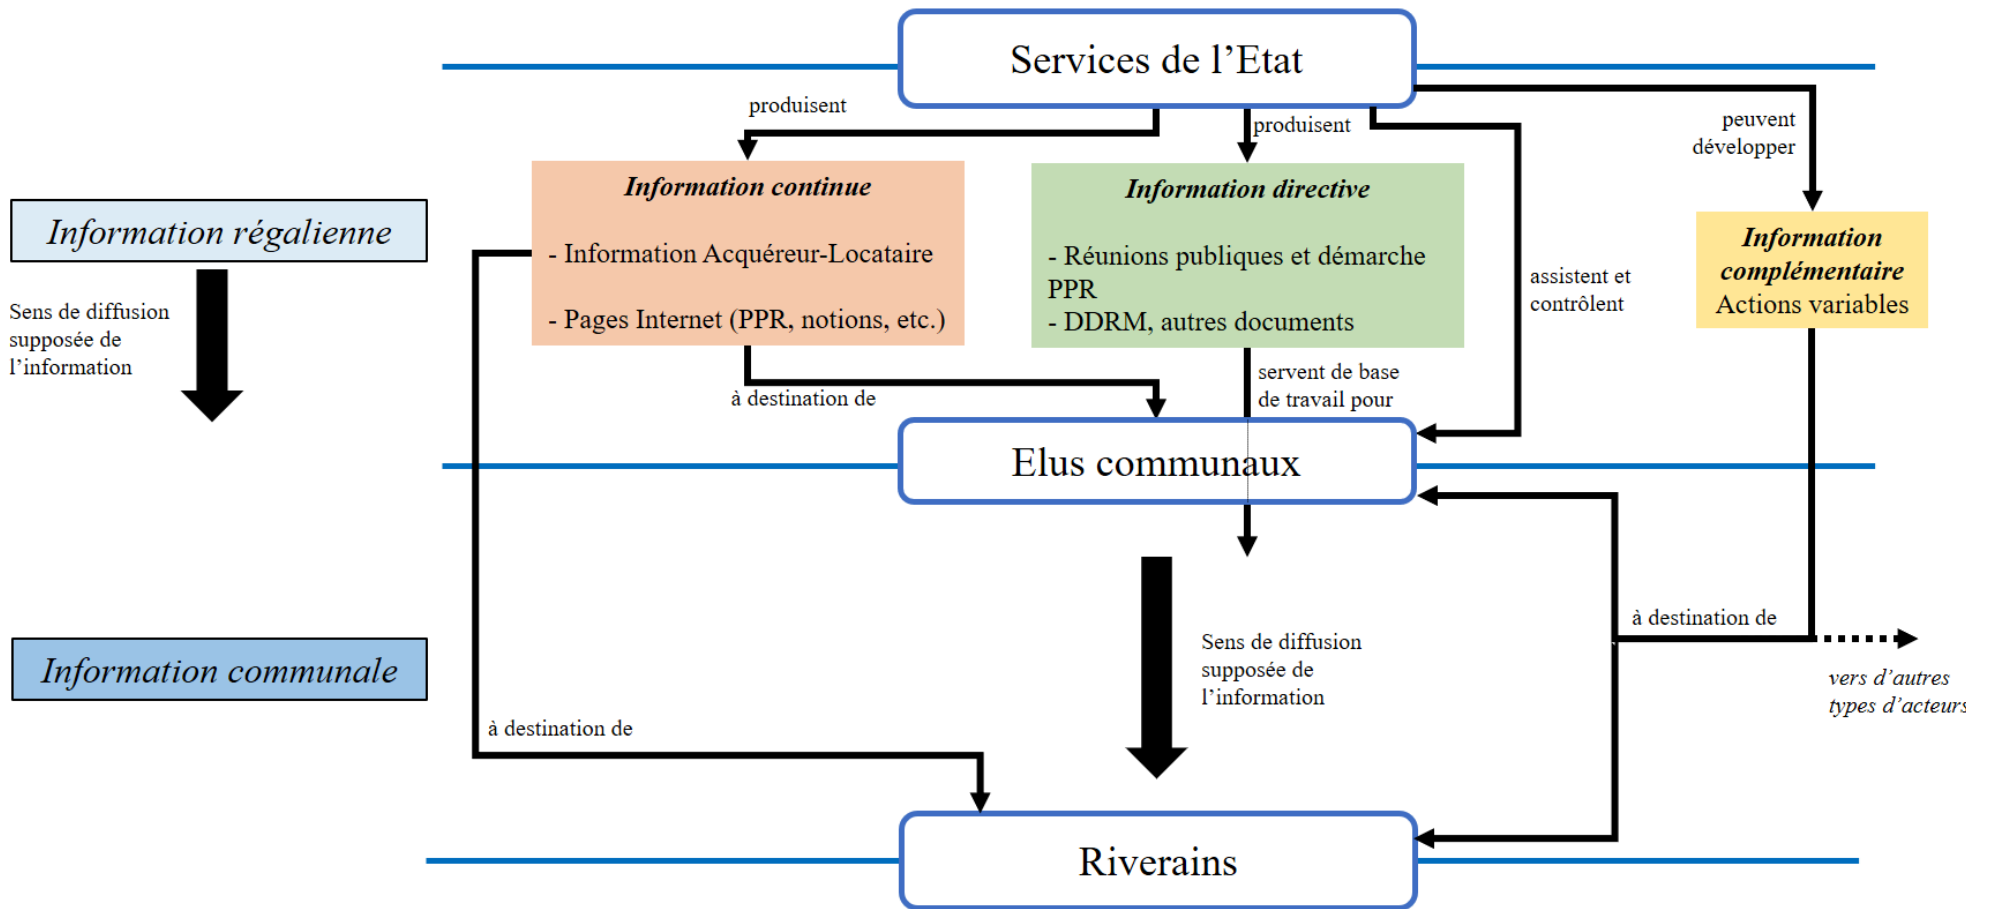 Services de l’Etat
produisent
produisent
peuvent
développer
Information continue
- Information Acquéreur-Locataire
- Pages Internet (PPR, notions, etc.)
Information directive
- Réunions publiques et démarche
PPR
- DDRM, autres documents
Information régalienne
Information
complémentaire
Actions variables
assistent et
contrôlent
Sens de diffusion
supposée de
l’information
à destination de
servent de base
de travail pour
Elus communaux
à destination de
Sens de diffusion
supposée de
l’information
Information communale
vers d’autres
types d’acteurs
à destination de
Riverains